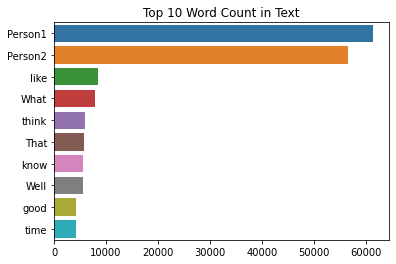 Top 10 Word Count in Text
Person1
Person2
like
What
think
That
know
Well
good
time
0 10000 20000 30000 40000 50000 60000